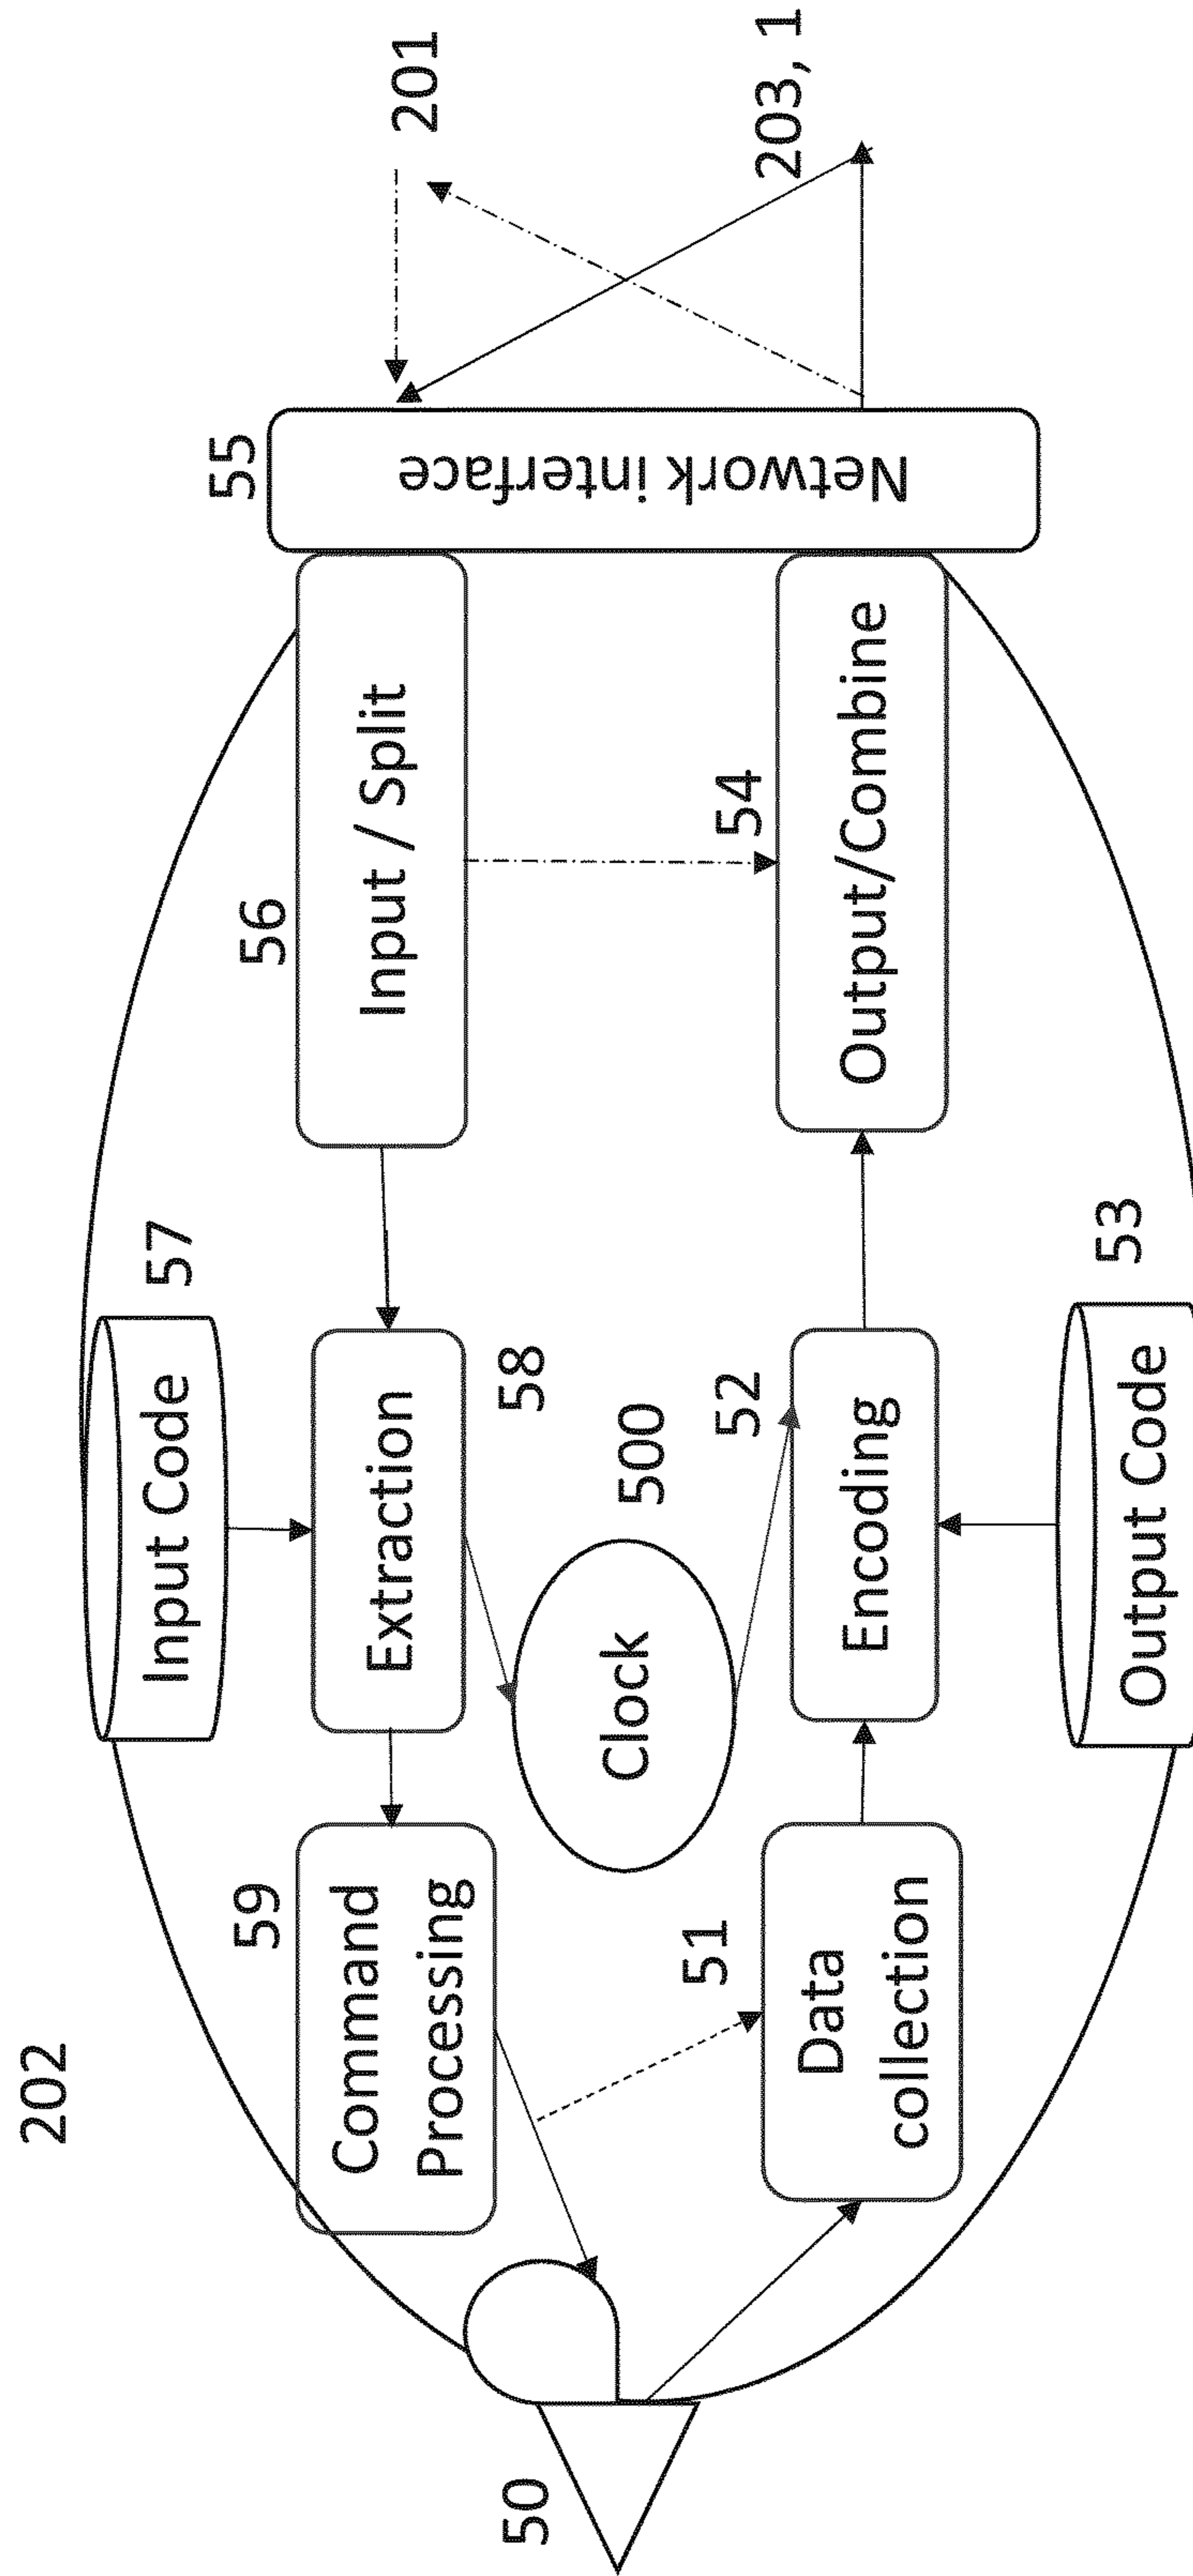 202
50
59
Command
Processing
51
Data
collection
Clock
500
Input Code
57
Extraction
58
52
Encoding
Output Code
53
56
Input / Split
54
Output/Combine
55
Network interface
201
203, 1